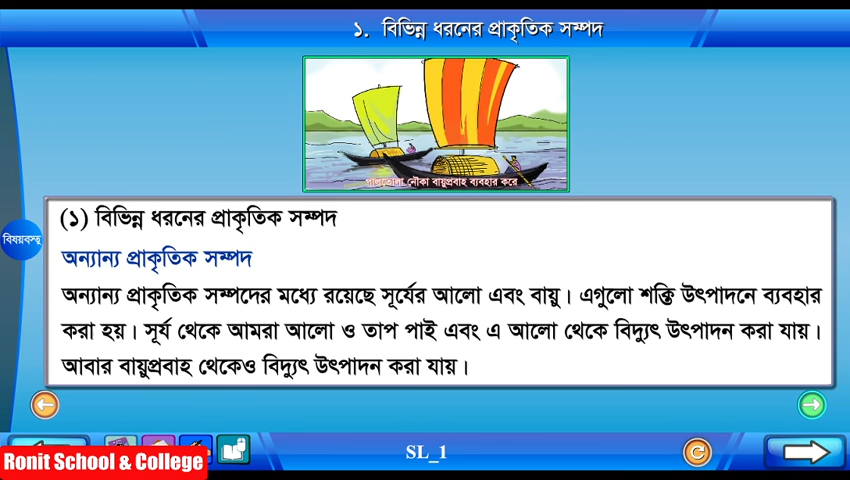 ১. বিভিন্ন ধরনের প্রাকৃতিক সম্পদ
পালতোলা নৌকা বায়ুপ্রবাহ ব্যবহার করে
(১) বিভিন্ন ধরনের প্রাকৃতিক সম্পদ
বিষয়বস্তু
অন্যান্য প্রাকৃতিক সম্পদ
অন্যান্য প্রাকৃতিক সম্পদের মধ্যে রয়েছে সূর্যের আলো এবং বায়ু। এগুলো শক্তি উৎপাদনে ব্যবহার
করা হয়। সূর্য থেকে আমরা আলো ও তাপ পাই এবং এ আলো থেকে বিদ্যুৎ উৎপাদন করা যায়।
আবার বায়ুপ্রবাহ থেকেও বিদ্যুৎ উৎপাদন করা যায়।
SL_1
Ronit School & College